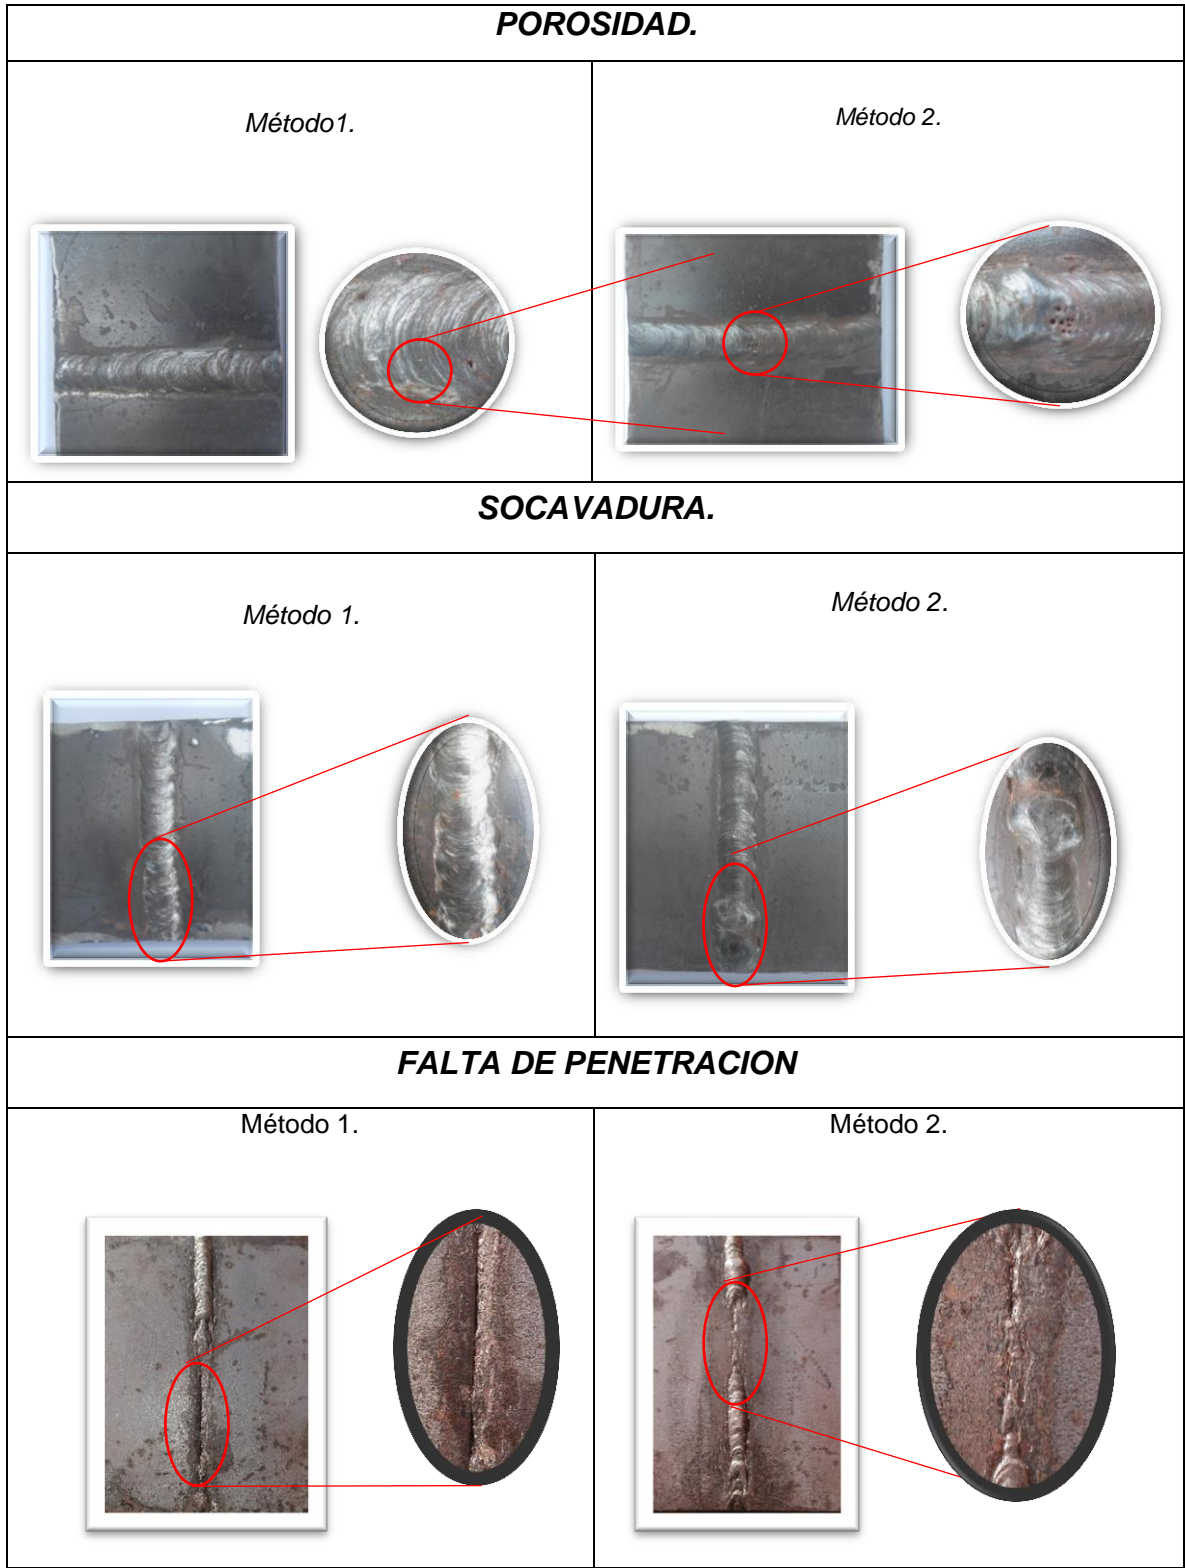 POROSIDAD.
Método1.
Método 2.
SOCAVADURA.
Método 1.
Método 2.
FALTA DE PENETRACION
Método 1.
Método 2.